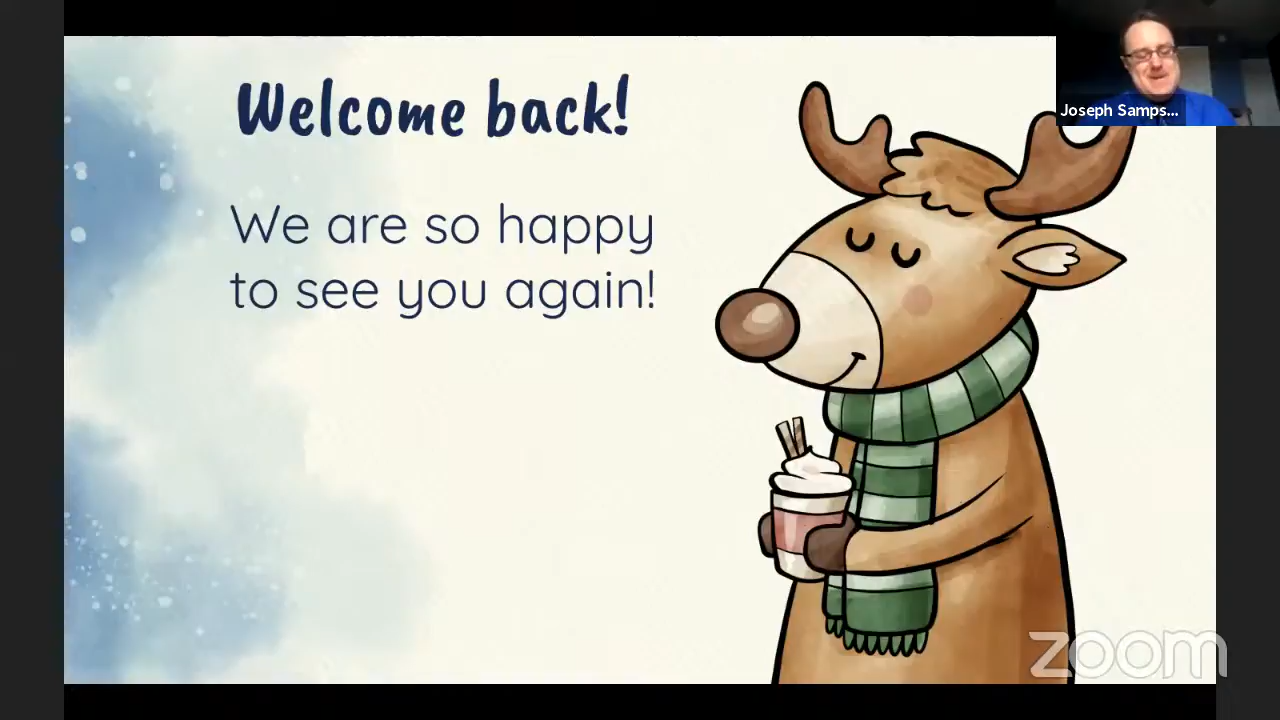 Welcome back!
We are so happy
to see you again!
Joseph Samps...
zoom